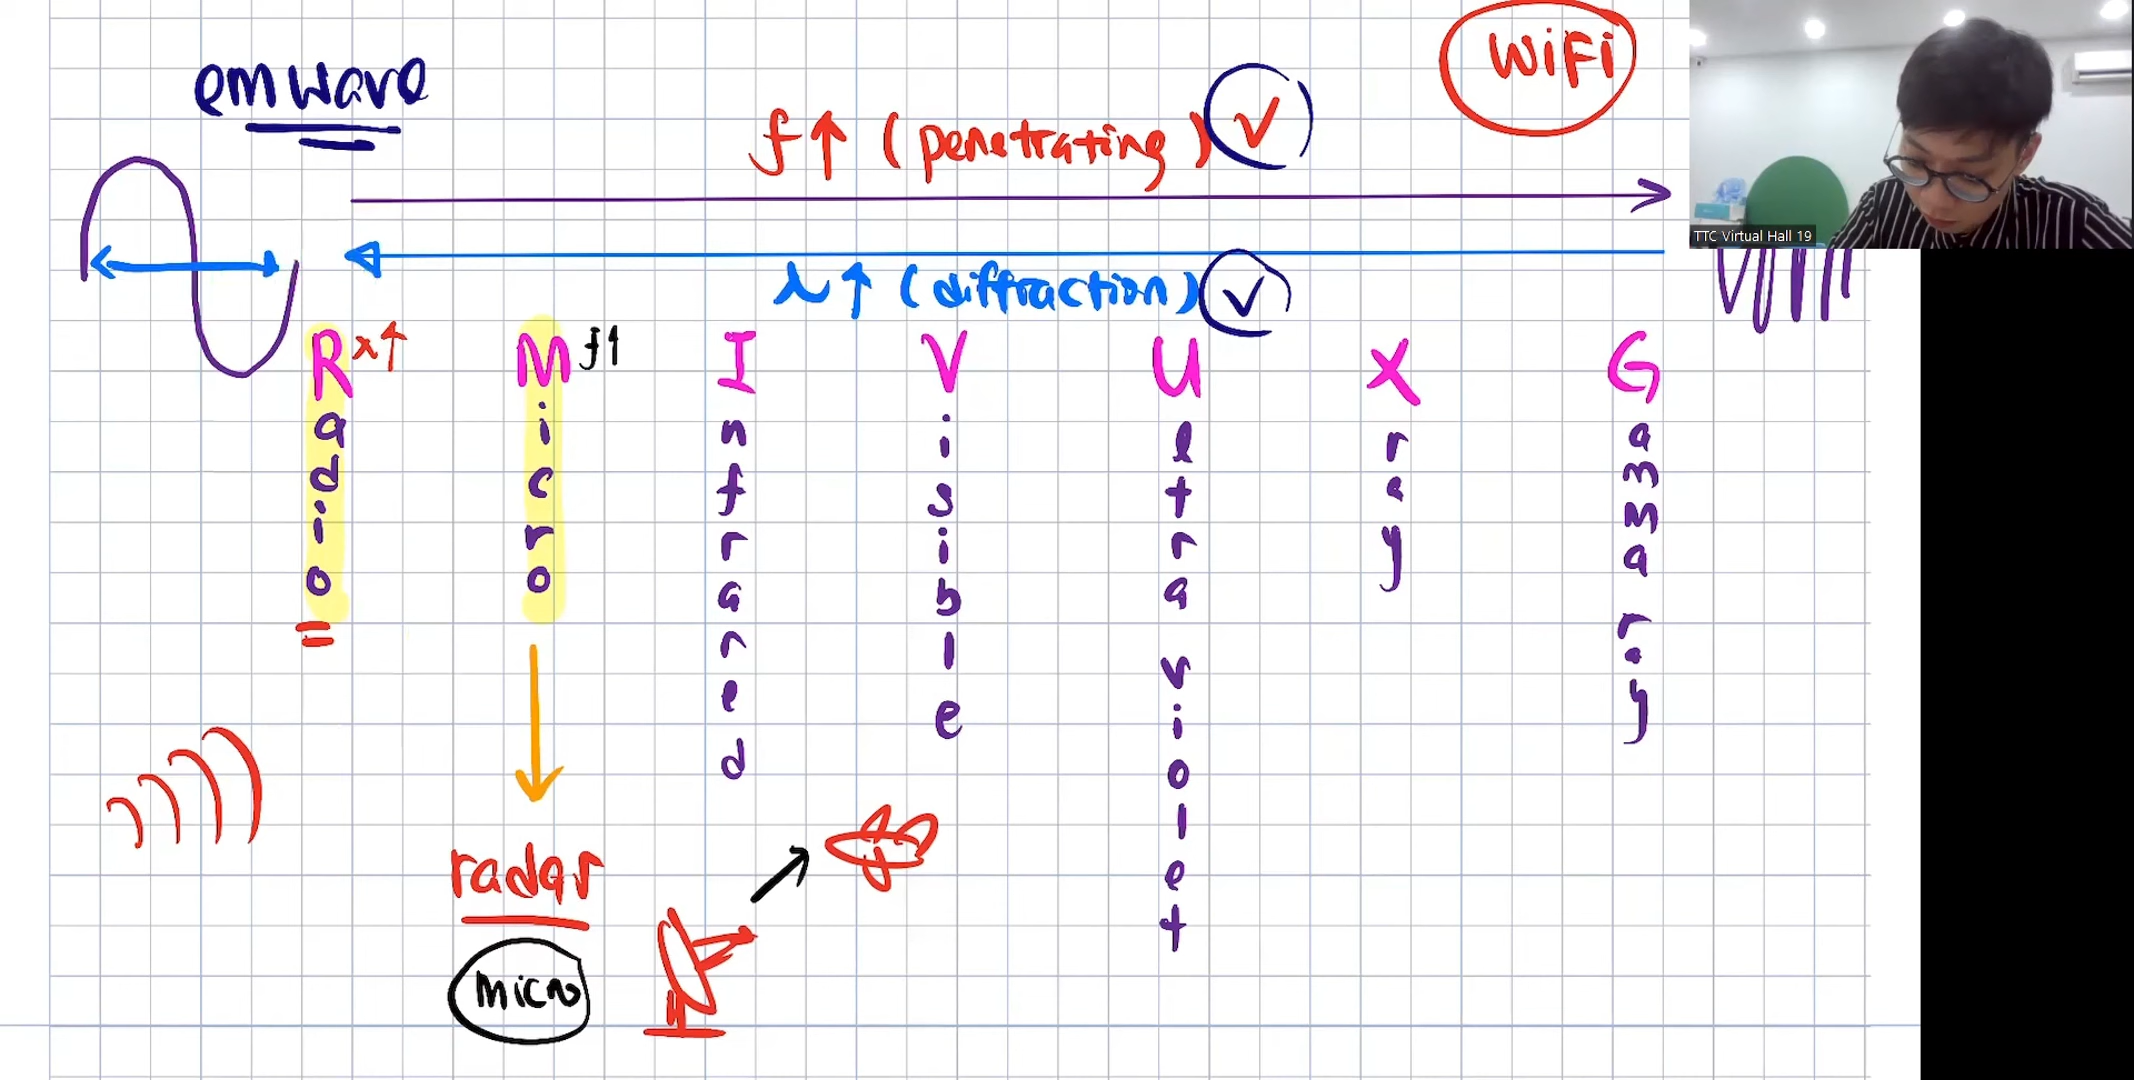 em wave
WiFi
f↑ (penetrating) ✓
λ↑ (diffraction) ✓
R λ↑
M f↑
I
V
U
X
G
Radio
Micro
Infrared
Visible
Ultra violet
X ray
Gamma ray
radar
micro
TTC Virtual Hall 19